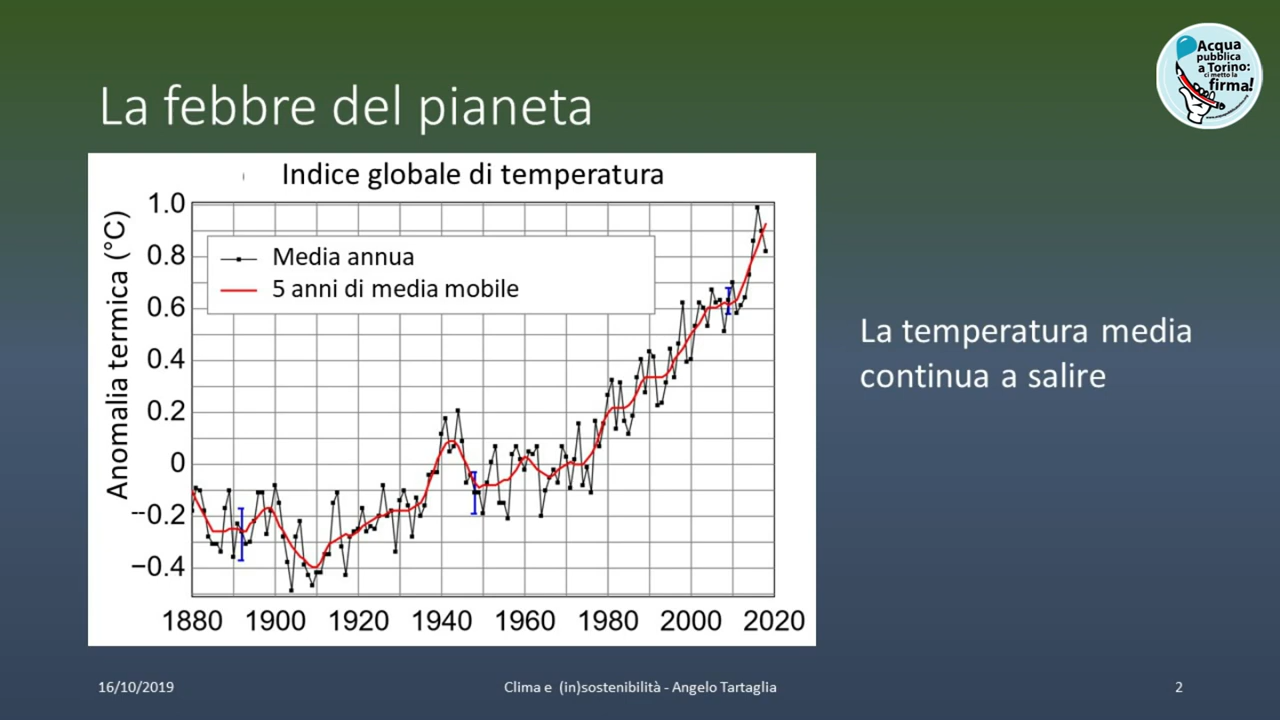 La febbre del pianeta
Acqua
pubblica
a Torino:
ci metto la
firma!
Indice globale di temperatura
Anomalia termica (°C)
1.0
0.8
0.6
0.4
0.2
0
--0.2
−0.4
Media annua
5 anni di media mobile
1880 1900 1920 1940 1960 1980 2000 2020
La temperatura media
continua a salire
16/10/2019
Clima e (in)sostenibilità - Angelo Tartaglia
2